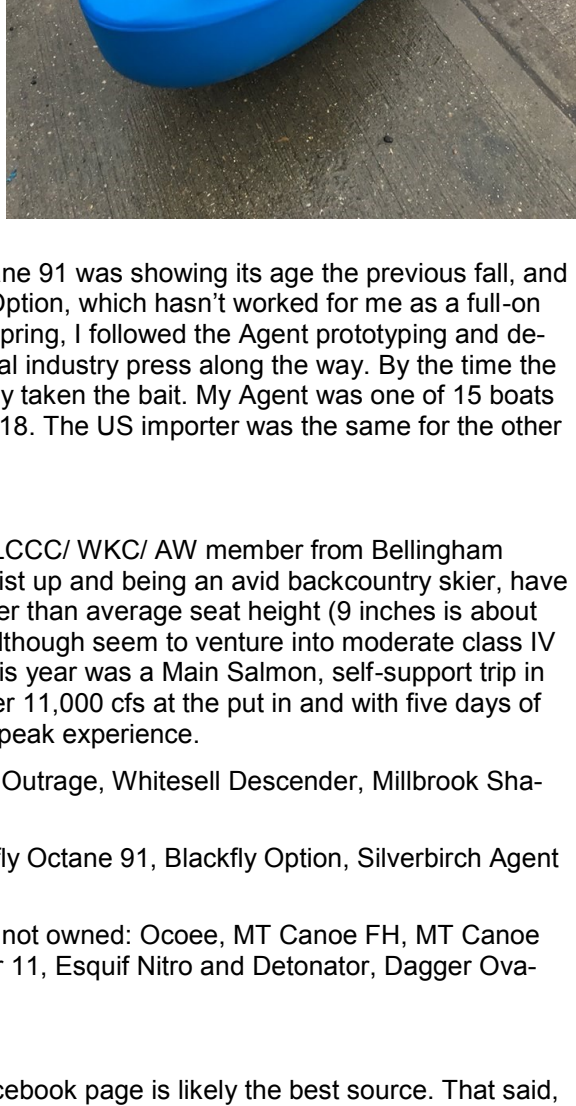 ne 91 was showing its age the previous fall, and
Option, which hasn’t worked for me as a full-on
pring, I followed the Agent prototyping and de-
al industry press along the way. By the time the
y taken the bait. My Agent was one of 15 boats
18. The US importer was the same for the other
LCCC/ WKC/ AW member from Bellingham
ist up and being an avid backcountry skier, have
er than average seat height (9 inches is about
lthough seem to venture into moderate class IV
is year was a Main Salmon, self-support trip in
er 11,000 cfs at the put in and with five days of
peak experience.
Outrage, Whitesell Descender, Millbrook Sha-
fly Octane 91, Blackfly Option, Silverbirch Agent
not owned: Ocoee, MT Canoe FH, MT Canoe
r 11, Esquif Nitro and Detonator, Dagger Ova-
cebook page is likely the best source. That said,